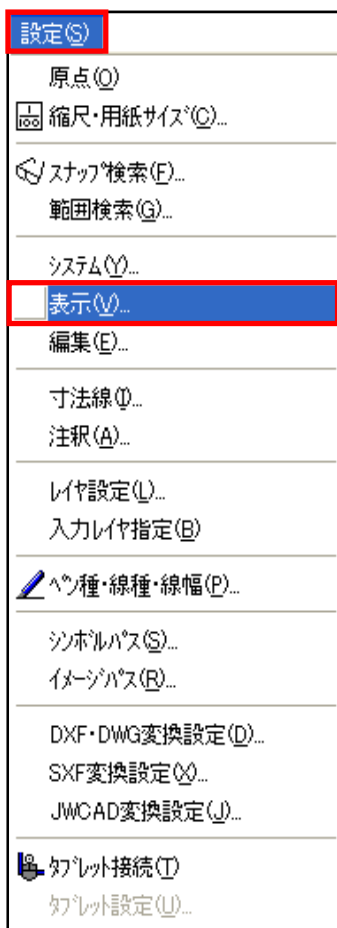 設定(S)
原点(O)
縮尺・用紙サイズ(C)...
スナップ検索(F)...
範囲検索(G)...
システム(Y)...
表示(V)...
編集(E)...
寸法線(I)...
注釈(A)...
レイヤ設定(L)...
入力レイヤ指定(B)
ペン種・線種・線幅(P)...
シンボルパス(S)...
イメージパス(R)...
DXF・DWG変換設定(D)...
SXF変換設定(X)...
JWCAD変換設定(J)...
タブレット接続(T)
タブレット設定(U)...